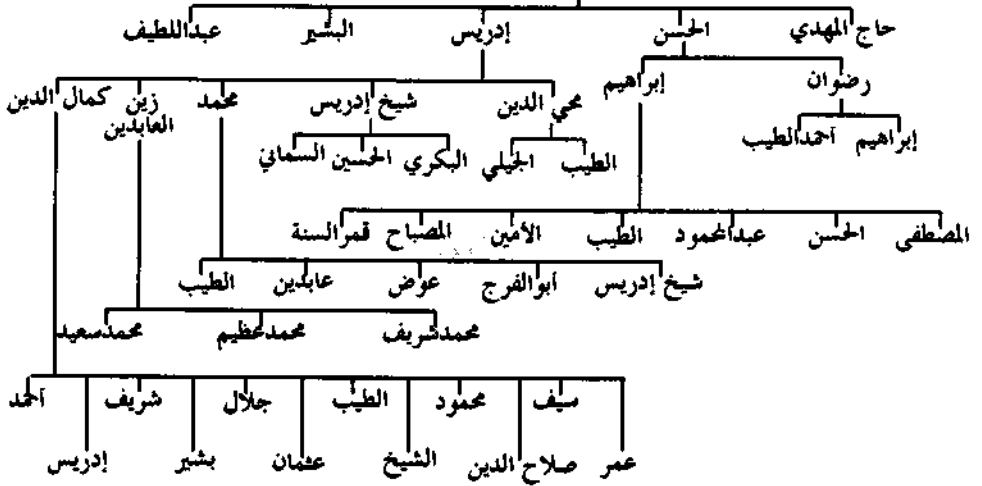 حاج المهدي الحسن إدريس البشير عبداللطيف
رضوان إبراهيم محي الدين شيخ إدريس محمد زين العابدين كمال الدين
إبراهيم أحمدالطيب الطيب الجيلي البكري الحسين السماني
المصطفى الحسن عبدالمحمود الطيب الأمين المصباح قمرالسنة
شيخ إدريس أبوالفرج عوض عابدين الطيب
محمدشريف محمدعظيم محمدسعيد
سيف محمود الطيب جلال شريف أحمد
عمر صلاح الدين الشيخ عثمان بشير إدريس